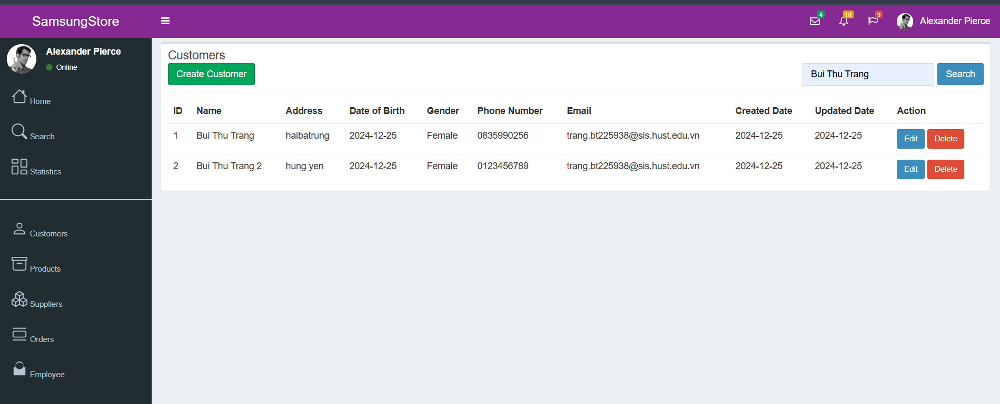 SamsungStore
4 10 9 Alexander Pierce
Alexander Pierce
Online
Home
Search
Statistics
Customers
Products
Suppliers
Orders
Employee
Customers
Create Customer
Bui Thu Trang Search
ID Name Address Date of Birth Gender Phone Number Email Created Date Updated Date Action
1 Bui Thu Trang haibatrung 2024-12-25 Female 0835990256 trang.bt225938@sis.hust.edu.vn 2024-12-25 2024-12-25 Edit Delete
2 Bui Thu Trang 2 hung yen 2024-12-25 Female 0123456789 trang.bt225938@sis.hust.edu.vn 2024-12-25 2024-12-25 Edit Delete